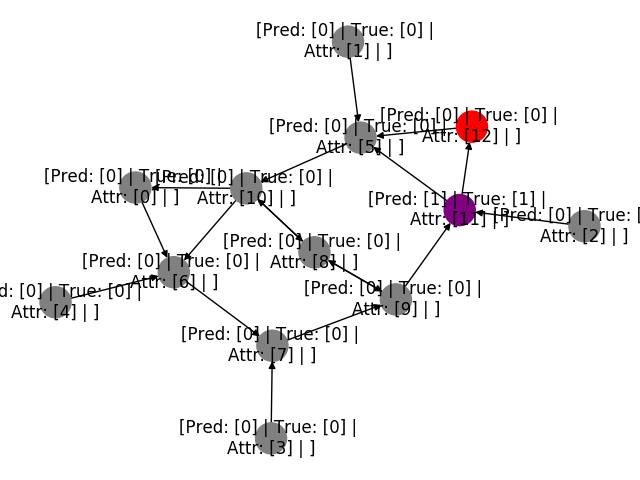 [Pred: [0] | True: [0] |
Attr: [1] | ]
[Pred: [0] | True: [0] |
Attr: [12] | ]
[Pred: [0] | True: [0] |
Attr: [5] | ]
[Pred: [0] | True: [0] |
Attr: [0] | ]
[Pred: [0] | True: [0] |
Attr: [10] | ]
[Pred: [1] | True: [1] |
Attr: [11] | ]
[Pred: [0] | True: [0]
Attr: [2] | ]
[Pred: [0] | True: [0] |
Attr: [8] | ]
[Pred: [0] | True: [0] |
Attr: [6] | ]
[Pred: [0] | True: [0] |
Attr: [9] | ]
d: [0] | True: [0] |
Attr: [4] | ]
[Pred: [0] | True: [0] |
Attr: [7] | ]
[Pred: [0] | True: [0] |
Attr: [3] | ]